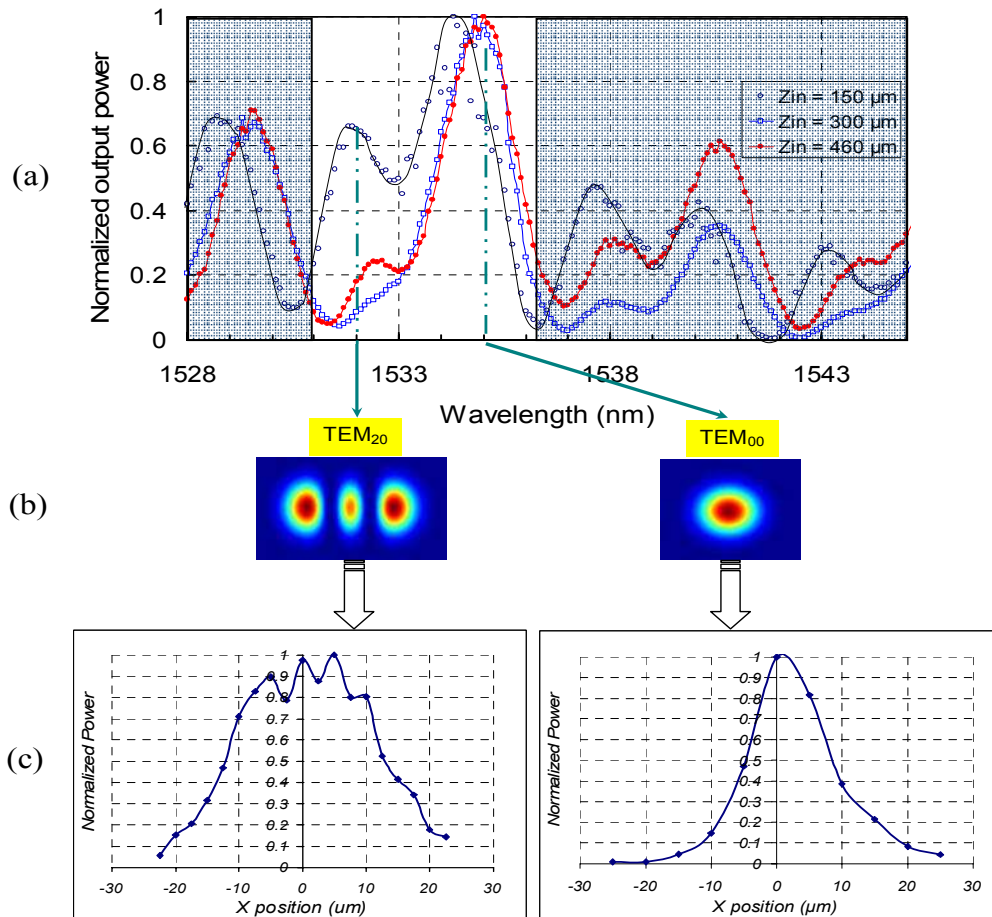 (a)
Normalized output power
1
0.8
0.6
0.4
0.2
0
Zin = 150 µm
Zin = 300 µm
Zin = 460 µm
1528 1533 1538 1543
Wavelength (nm)
(b)
TEM₂₀
TEM₀₀
(c)
Normalized Power
1
0.9
0.8
0.7
0.6
0.5
0.4
0.3
0.2
0.1
0
-30 -20 -10 0 10 20 30
X position (um)
Normalized Power
1
0.9
0.8
0.7
0.6
0.5
0.4
0.3
0.2
0.1
0
-30 -20 -10 0 10 20 30
X position (µm)